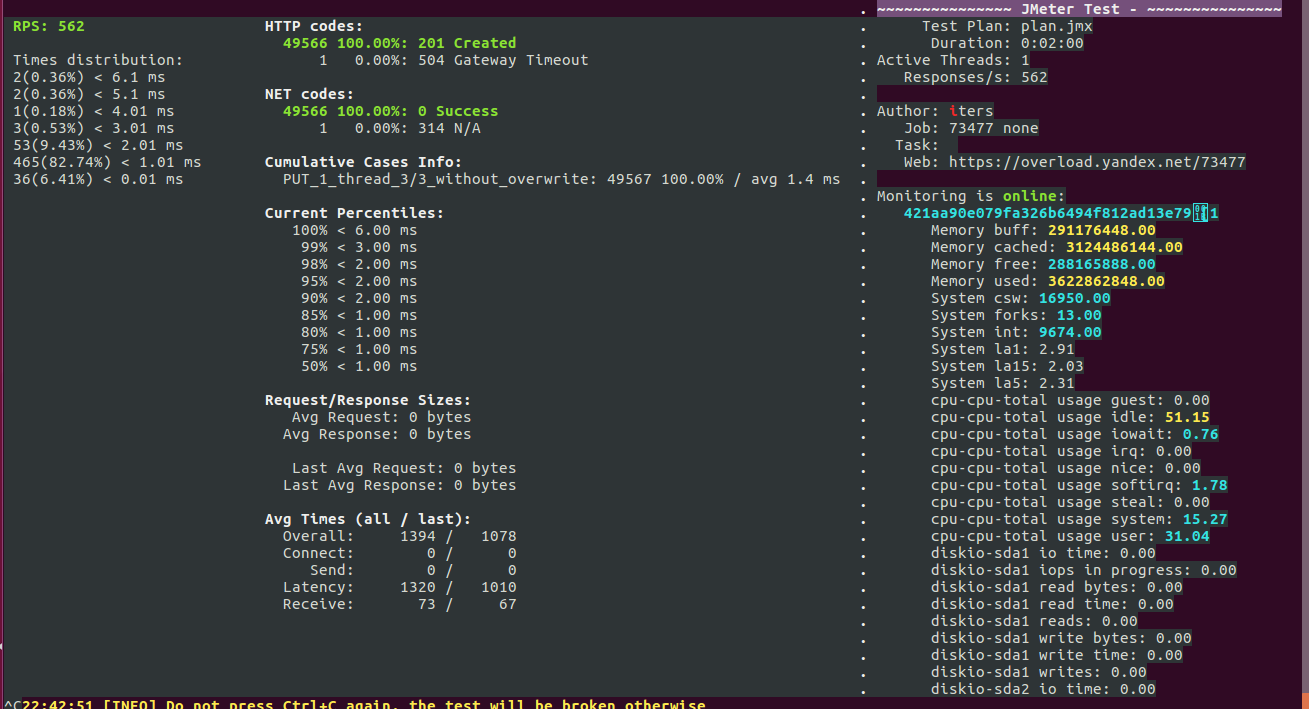 RPS: 562
Times distribution:
2(0.36%) < 6.1 ms
2(0.36%) < 5.1 ms
1(0.18%) < 4.01 ms
3(0.53%) < 3.01 ms
53(9.43%) < 2.01 ms
465(82.74%) < 1.01 ms
36(6.41%) < 0.01 ms
HTTP codes:
49566 100.00%: 201 Created
1 0.00%: 504 Gateway Timeout
NET codes:
49566 100.00%: 0 Success
1 0.00%: 314 N/A
Cumulative Cases Info:
PUT_1_thread_3/3_without_overwrite: 49567 100.00% / avg 1.4 ms
Current Percentiles:
100% < 6.00 ms
99% < 3.00 ms
98% < 2.00 ms
95% < 2.00 ms
90% < 2.00 ms
85% < 1.00 ms
80% < 1.00 ms
75% < 1.00 ms
50% < 1.00 ms
Request/Response Sizes:
Avg Request: 0 bytes
Avg Response: 0 bytes
Last Avg Request: 0 bytes
Last Avg Response: 0 bytes
Avg Times (all / last):
Overall: 1394 / 1078
Connect: 0 / 0
Send: 0 / 0
Latency: 1320 / 1010
Receive: 73 / 67
~~~~~~~~~~~~~~~ JMeter Test - ~~~~~~~~~~~~~~~
Test Plan: plan.jmx
Duration: 0:02:00
Active Threads: 1
Responses/s: 562
Author: iters
Job: 73477 none
Task:
Web: https://overload.yandex.net/73477
Monitoring is online:
Memory buff: 291176448.00
Memory cached: 3124486144.00
Memory free: 288165888.00
Memory used: 3622862848.00
System csw: 16950.00
System forks: 13.00
System int: 9674.00
System la1: 2.91
System la15: 2.03
System la5: 2.31
cpu-cpu-total usage guest: 0.00
cpu-cpu-total usage idle: 51.15
cpu-cpu-total usage iowait: 0.76
cpu-cpu-total usage irq: 0.00
cpu-cpu-total usage nice: 0.00
cpu-cpu-total usage softirq: 1.78
cpu-cpu-total usage steal: 0.00
cpu-cpu-total usage system: 15.27
cpu-cpu-total usage user: 31.04
diskio-sda1 io time: 0.00
diskio-sda1 iops in progress: 0.00
diskio-sda1 read bytes: 0.00
diskio-sda1 read time: 0.00
diskio-sda1 reads: 0.00
diskio-sda1 write bytes: 0.00
diskio-sda1 write time: 0.00
diskio-sda1 writes: 0.00
diskio-sda2 io time: 0.00
^C22:42:51 [INFO] Do not press Ctrl+C again, the test will be broken otherwise